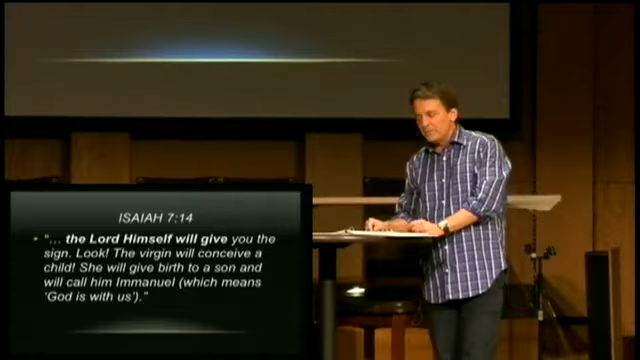 ISAIAH 7:14
"… the Lord Himself will give you the
sign. Look! The virgin will conceive a
child! She will give birth to a son and
will call him Immanuel (which means
'God is with us')."